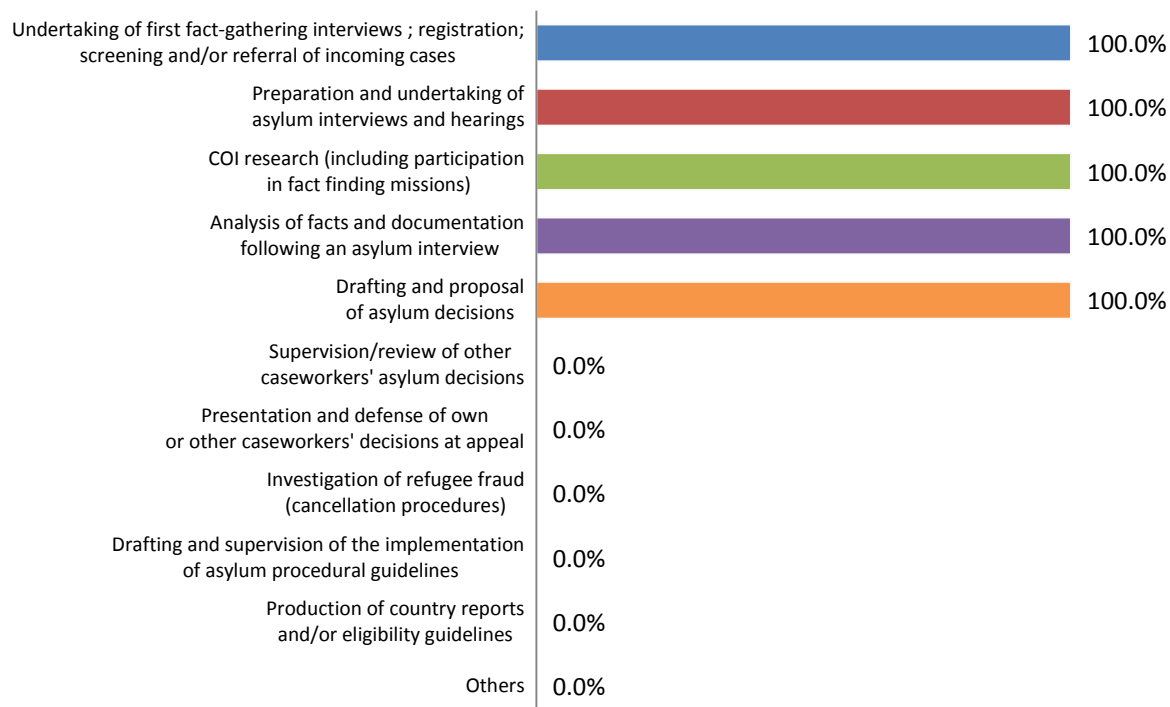 Undertaking of first fact-gathering interviews ; registration;
screening and/or referral of incoming cases
100.0%
Preparation and undertaking of
asylum interviews and hearings
100.0%
COI research (including participation
in fact finding missions)
100.0%
Analysis of facts and documentation
following an asylum interview
100.0%
Drafting and proposal
of asylum decisions
100.0%
Supervision/review of other
caseworkers' asylum decisions
0.0%
Presentation and defense of own
or other caseworkers' decisions at appeal
0.0%
Investigation of refugee fraud
(cancellation procedures)
0.0%
Drafting and supervision of the implementation
of asylum procedural guidelines
0.0%
Production of country reports
and/or eligibility guidelines
0.0%
Others
0.0%